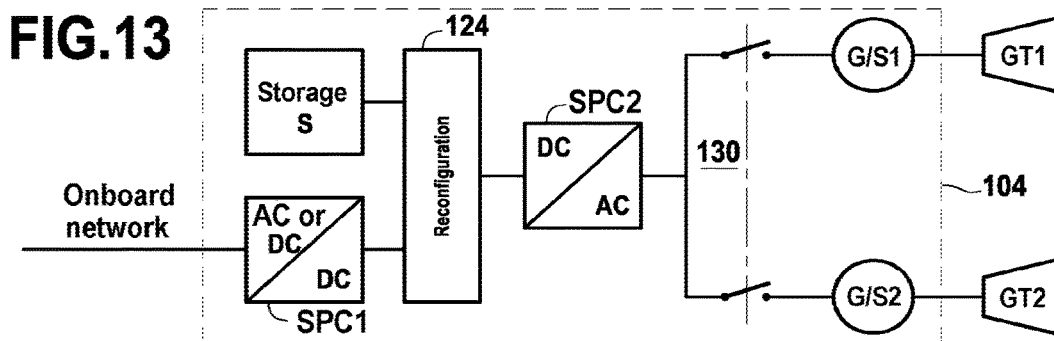 FIG.13
124
Storage
S
Reconfiguration
SPC2
DC
AC
130
G/S1
GT1
104
Onboard
network
AC or
DC
DC
SPC1
G/S2
GT2